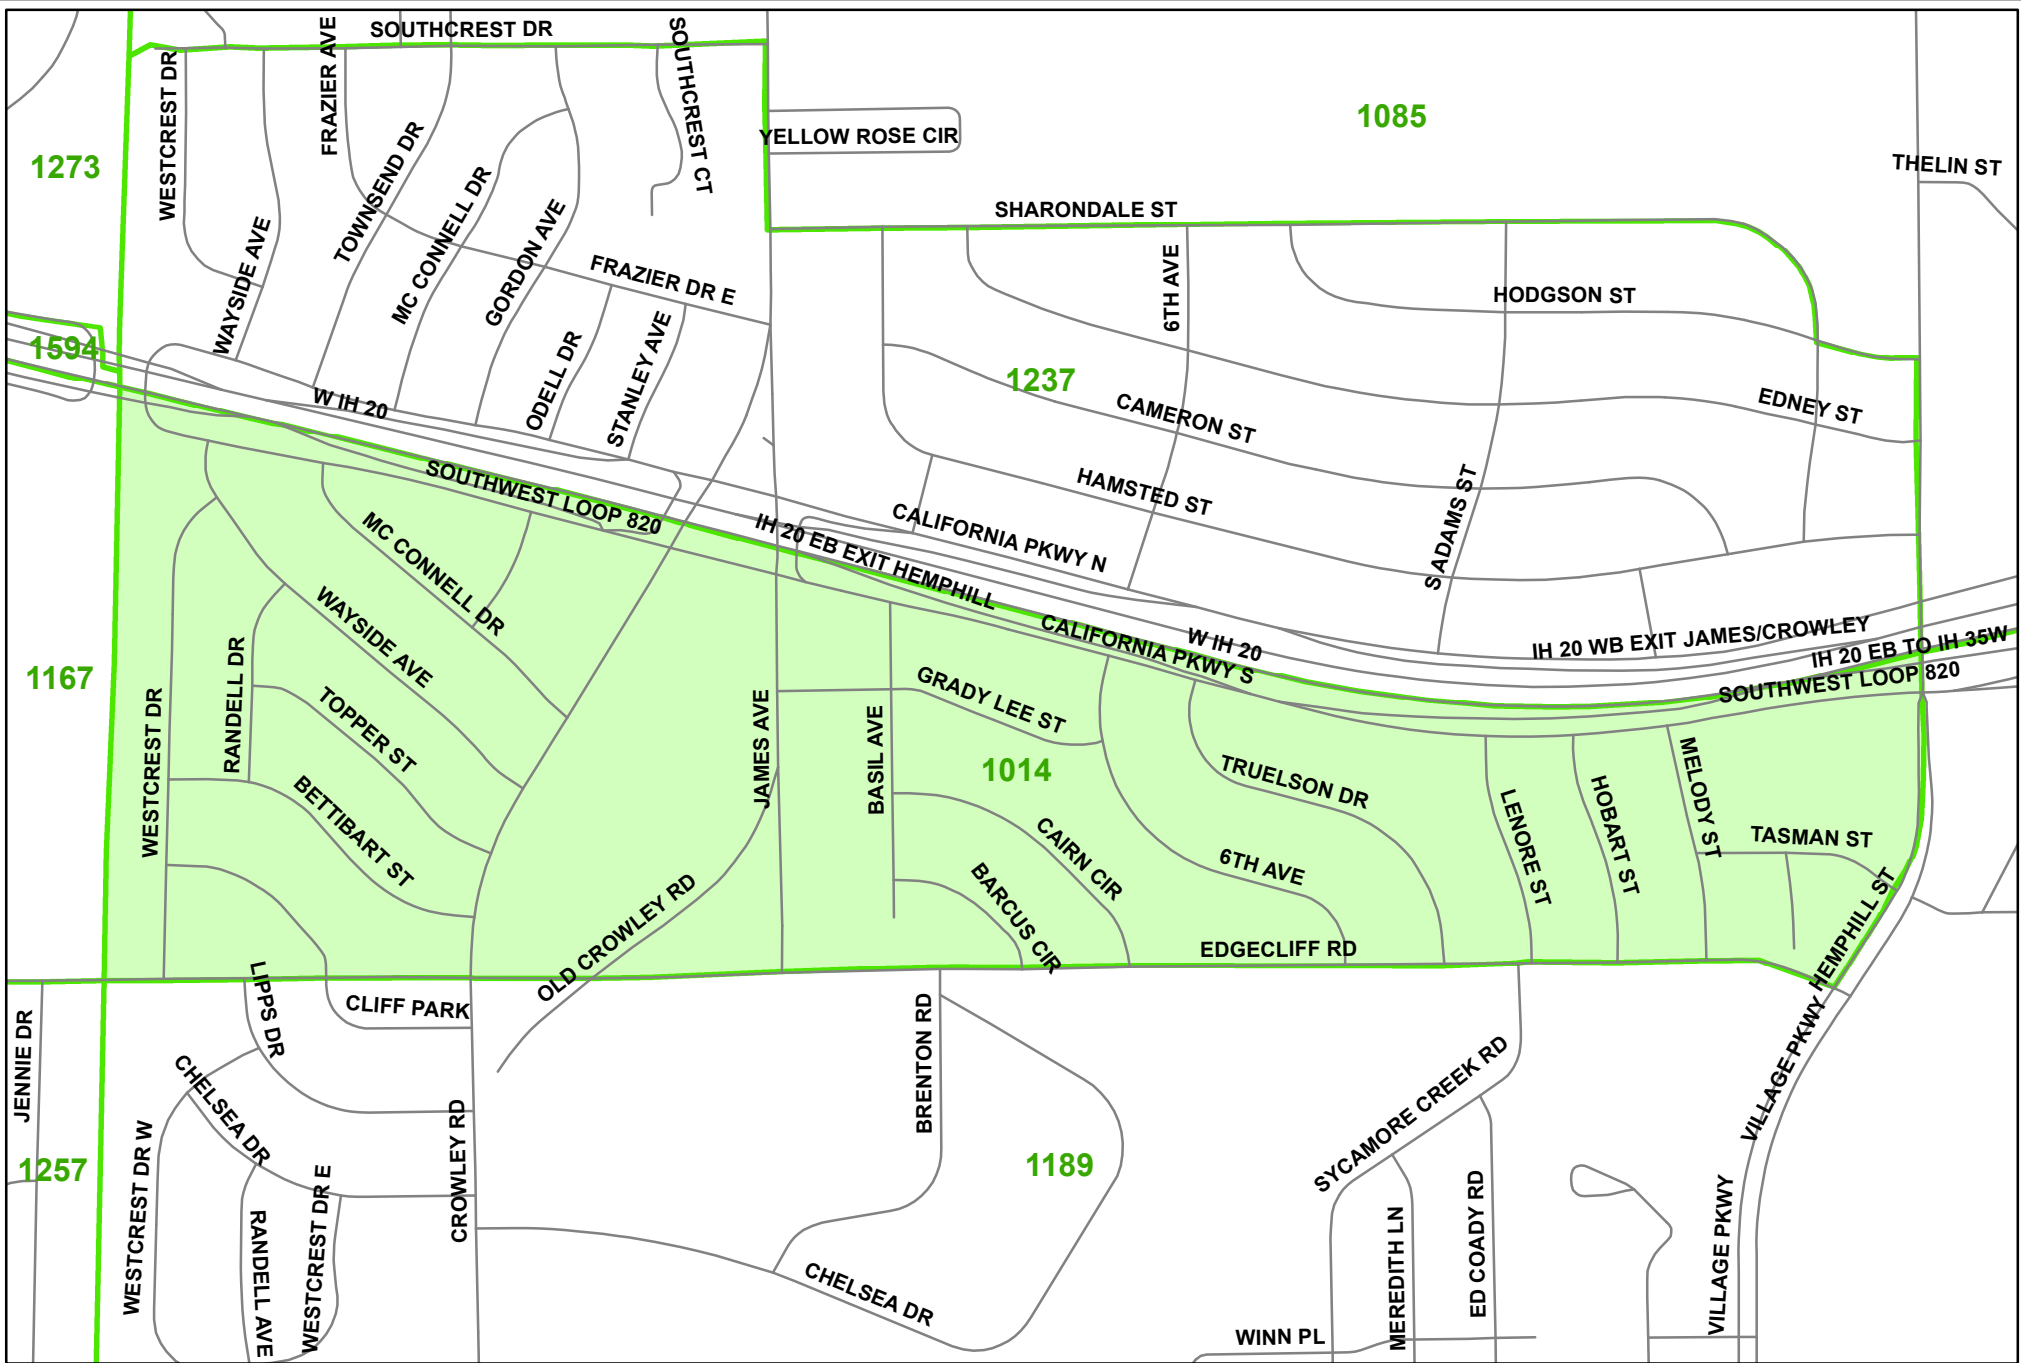 SOUTHCREST DR
FRAZIER AVE
SOUTHCREST CT
WESTCREST DR
1085
YELLOW ROSE CIR
1273
THELIN ST
TOWNSEND DR
MC CONNELL DR
SHARONDALE ST
GORDON AVE
WAYSIDE AVE
6TH AVE
FRAZIER DR E
HODGSON ST
1594
ODELL DR
STANLEY AVE
1237
W IH 20
CAMERON ST
EDNEY ST
SOUTHWEST LOOP 820
HAMSTED ST
S ADAMS ST
IH 20 EB EXIT HEMPHILL
CALIFORNIA PKWY N
MC CONNELL DR
WAYSIDE AVE
CALIFORNIA PKWY S
W IH 20
IH 20 WB EXIT JAMES/CROWLEY
IH 20 EB TO IH 35W
SOUTHWEST LOOP 820
1167
WESTCREST DR
RANDELL DR
TOPPER ST
BETTIBART ST
JAMES AVE
BASIL AVE
GRADY LEE ST
1014
TRUELSON DR
LENORE ST
HOBART ST
MELODY ST
TASMAN ST
CAIRN CIR
6TH AVE
BARCUS CIR
OLD CROWLEY RD
EDGECLIFF RD
HEMPHILL ST
LIPPS DR
CLIFF PARK
JENNIE DR
BRENTON RD
VILLAGE PKWY
CHELSEA DR
SYCAMORE CREEK RD
1257
WESTCREST DR W
CROWLEY RD
1189
RANDELL AVE
WESTCREST DR E
MEREDITH LN
ED COADY RD
VILLAGE PKWY
CHELSEA DR
WINN PL